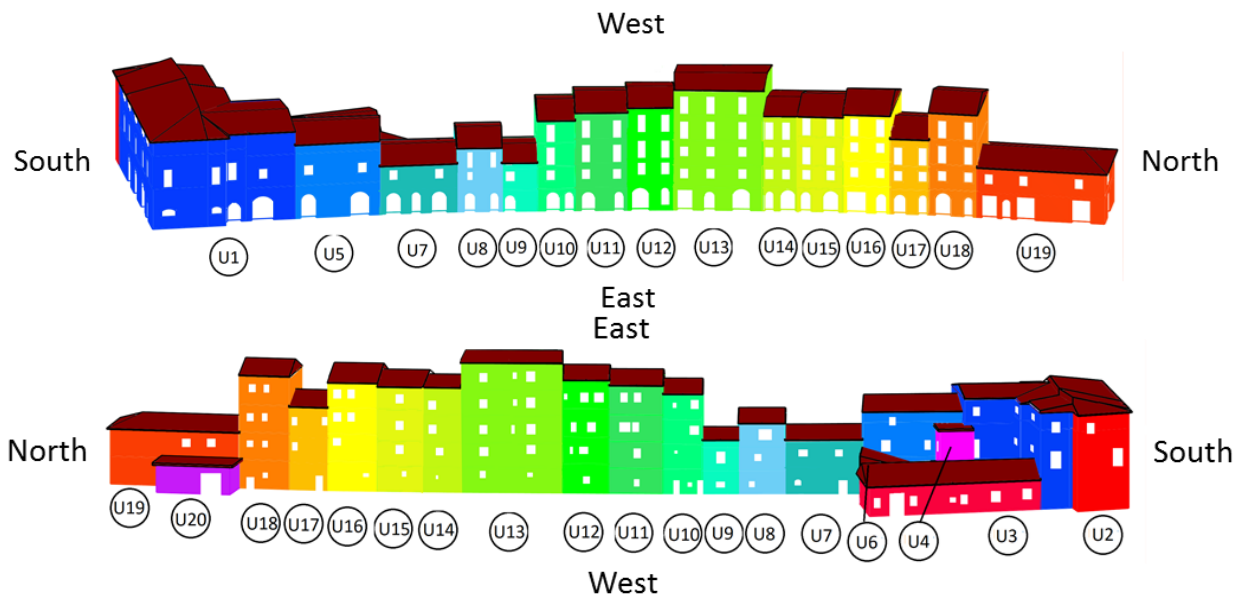 West
South
North
U1 U5 U7 U8 U9 U10 U11 U12 U13 U14 U15 U16 U17 U18 U19
East
East
North
South
U19 U20 U18 U17 U16 U15 U14 U13 U12 U11 U10 U9 U8 U7 U6 U4 U3 U2
West